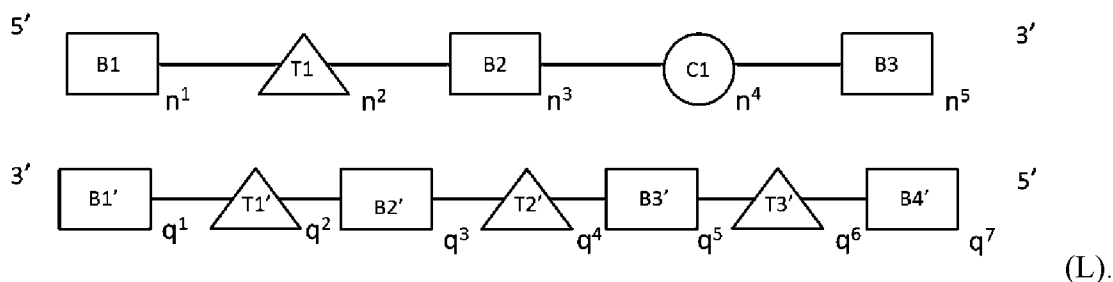 5′ 3′
B1 T1 B2 C1 B3
n¹ n² n³ n⁴ n⁵
3′ 5′
B1′ T1′ B2′ T2′ B3′ T3′ B4′
q¹ q² q³ q⁴ q⁵ q⁶ q⁷
(L).